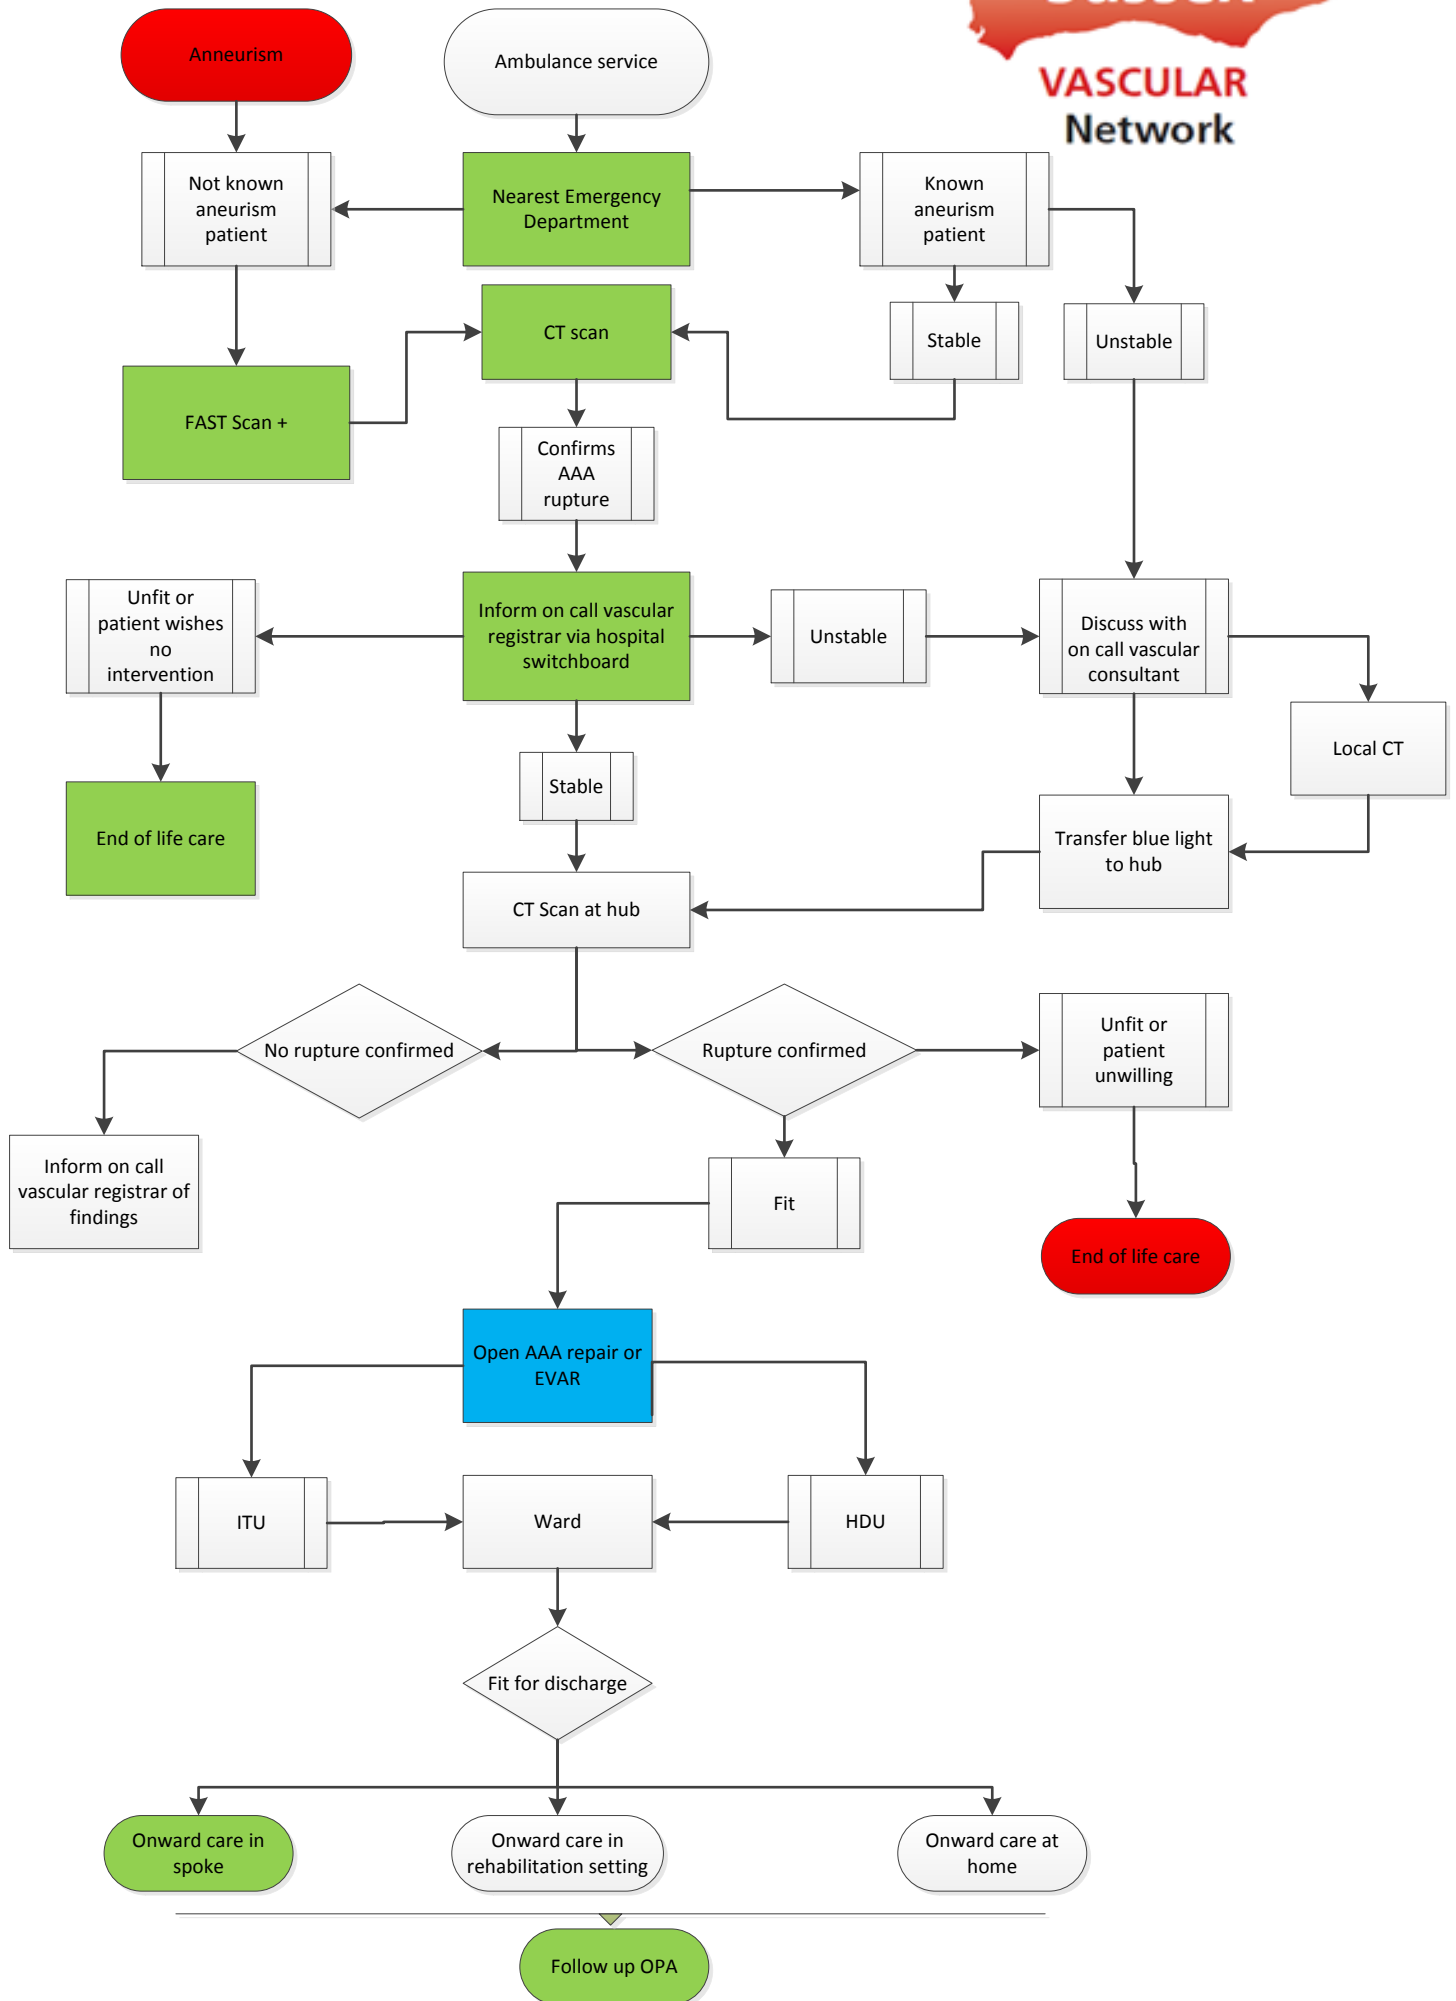 Anneurism
Ambulance service
VASCULAR
Network
Not known
aneurism
patient
Nearest Emergency
Department
Known
aneurism
patient
CT scan
Stable
Unstable
FAST Scan +
Confirms
AAA
rupture
Unfit or
patient wishes
no
intervention
Inform on call vascular
registrar via hospital
switchboard
Unstable
Discuss with
on call vascular
consultant
Local CT
Stable
End of life care
Transfer blue light
to hub
CT Scan at hub
No rupture confirmed
Rupture confirmed
Unfit or
patient
unwilling
Inform on call
vascular registrar of
findings
Fit
End of life care
Open AAA repair or
EVAR
ITU
Ward
HDU
Fit for discharge
Onward care in
spoke
Onward care in
rehabilitation setting
Onward care at
home
Follow up OPA